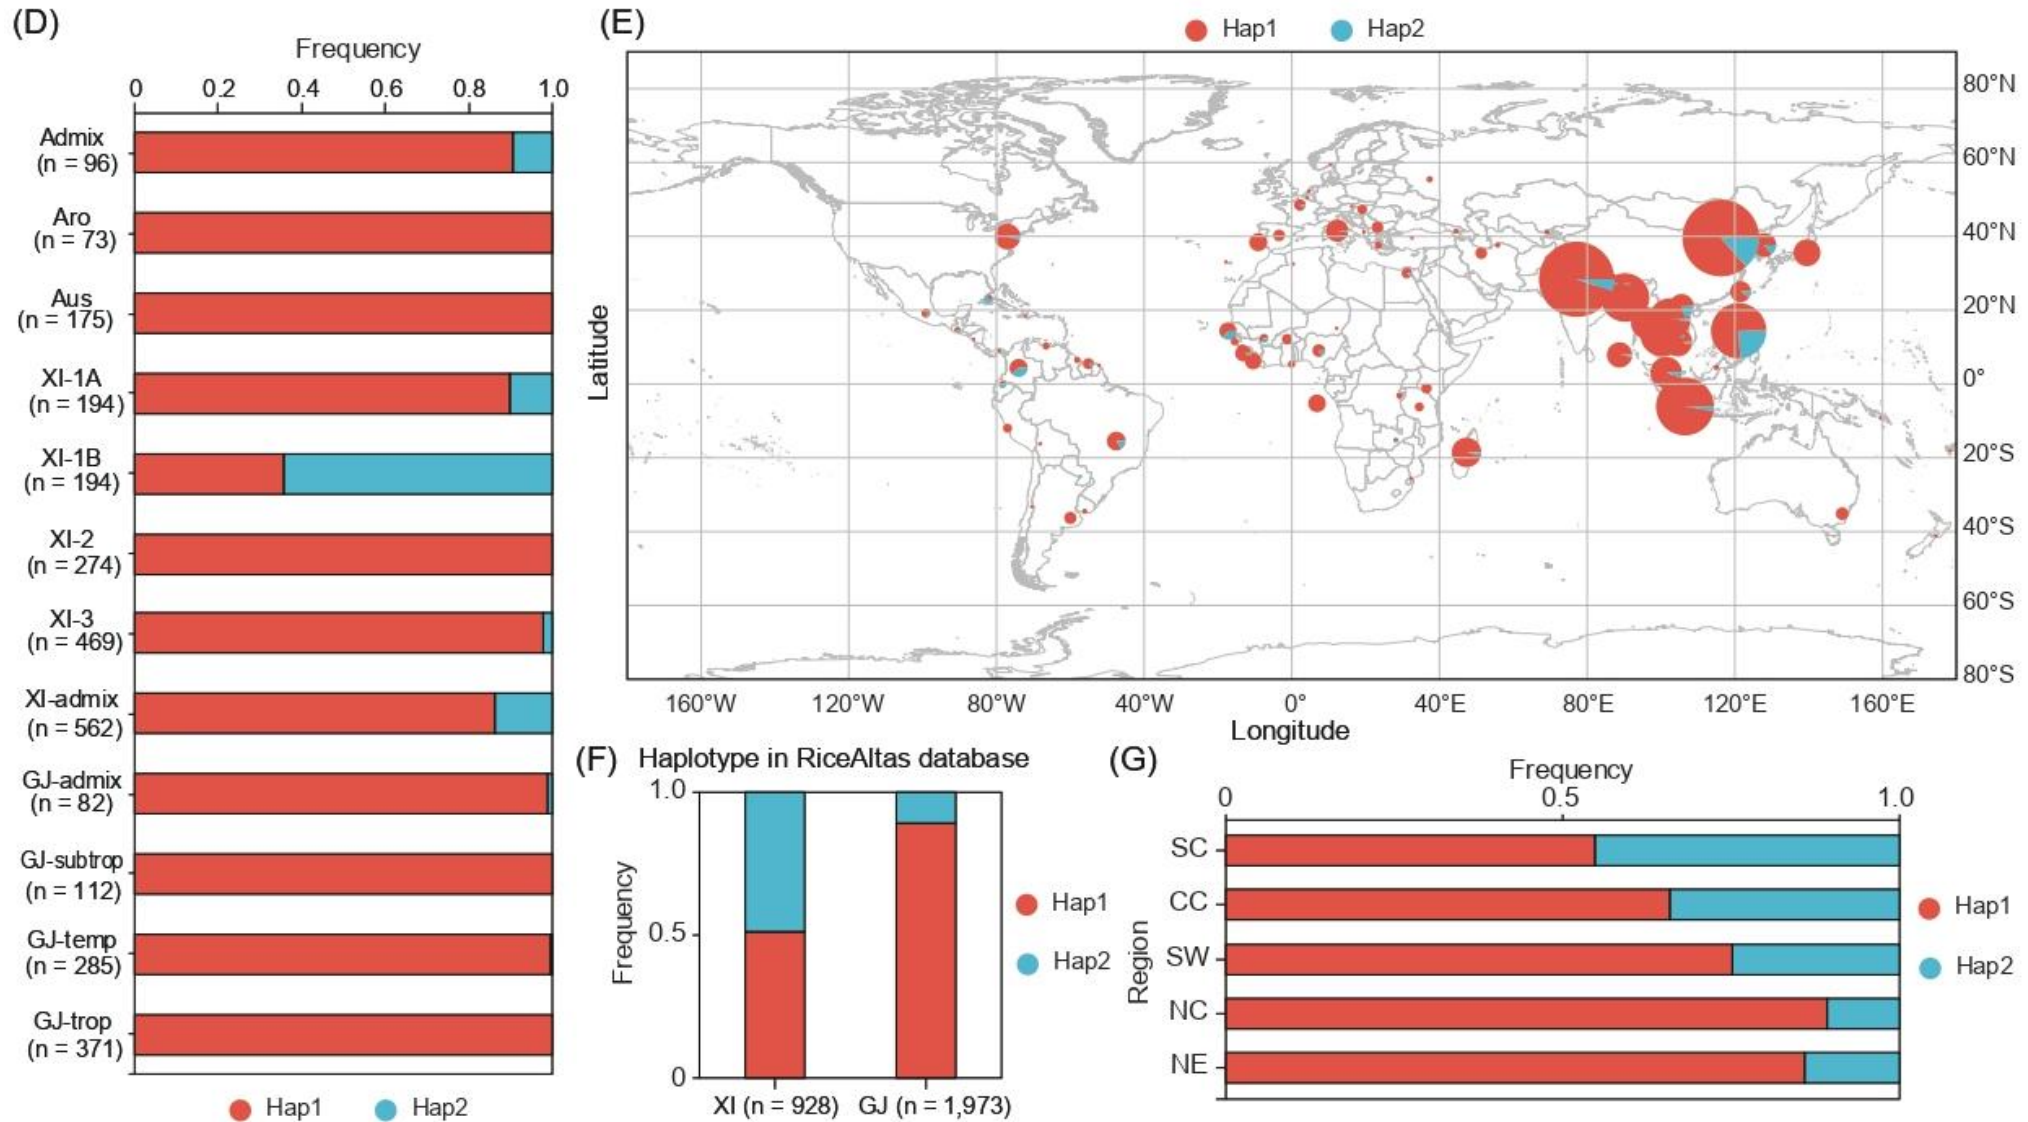 (D)
Frequency
0 0.2 0.4 0.6 0.8 1.0
Admix
(n = 96)
Aro
(n = 73)
Aus
(n = 175)
XI-1A
(n = 194)
XI-1B
(n = 194)
XI-2
(n = 274)
XI-3
(n = 469)
XI-admix
(n = 562)
GJ-admix
(n = 82)
GJ-subtrop
(n = 112)
GJ-temp
(n = 285)
GJ-trop
(n = 371)
Hap1 Hap2
(E)
Hap1 Hap2
Latitude
80°N
60°N
40°N
20°N
0°
20°S
40°S
60°S
80°S
160°W 120°W 80°W 40°W 0° 40°E 80°E 120°E 160°E
Longitude
(F) Haplotype in RiceAltas database
Frequency
1.0
0.5
0
XI (n = 928) GJ (n = 1,973)
Hap1
Hap2
(G)
Frequency
0 0.5 1.0
Region
SC
CC
SW
NC
NE
Hap1
Hap2